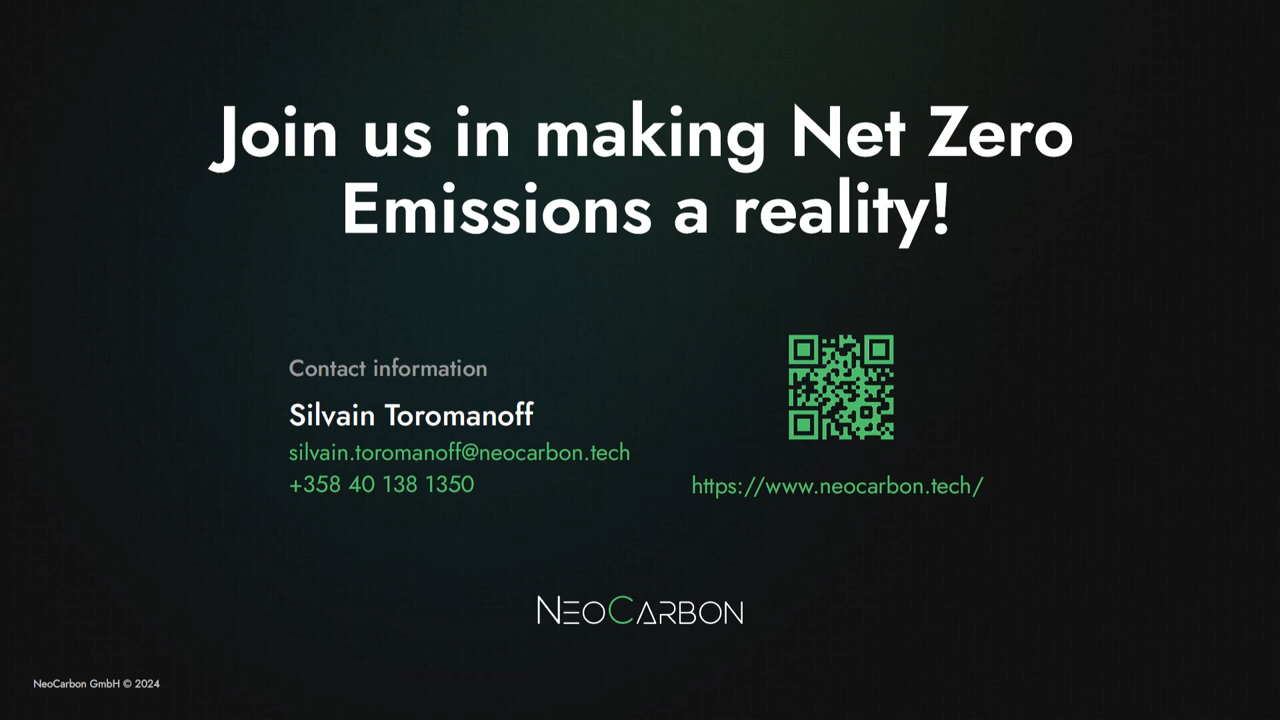 Join us in making Net Zero
Emissions a reality!
Contact information
Silvain Toromanoff
silvain.toromanoff@neocarbon.tech
+358 40 138 1350
https://www.neocarbon.tech/
NEOCARBON
NeoCarbon GmbH © 2024